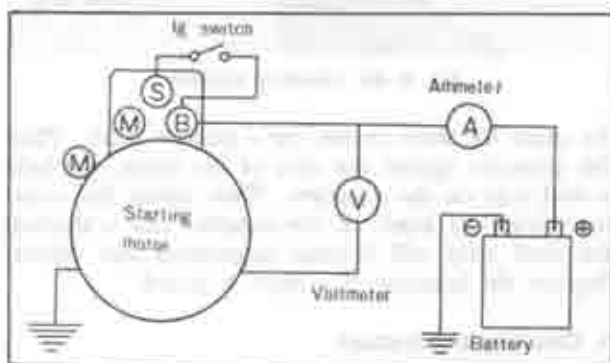 Ig switch
S
M
B
Ammeter
A
M
V
Starting
motor
Voltmeter
⊖
⊕
Battery